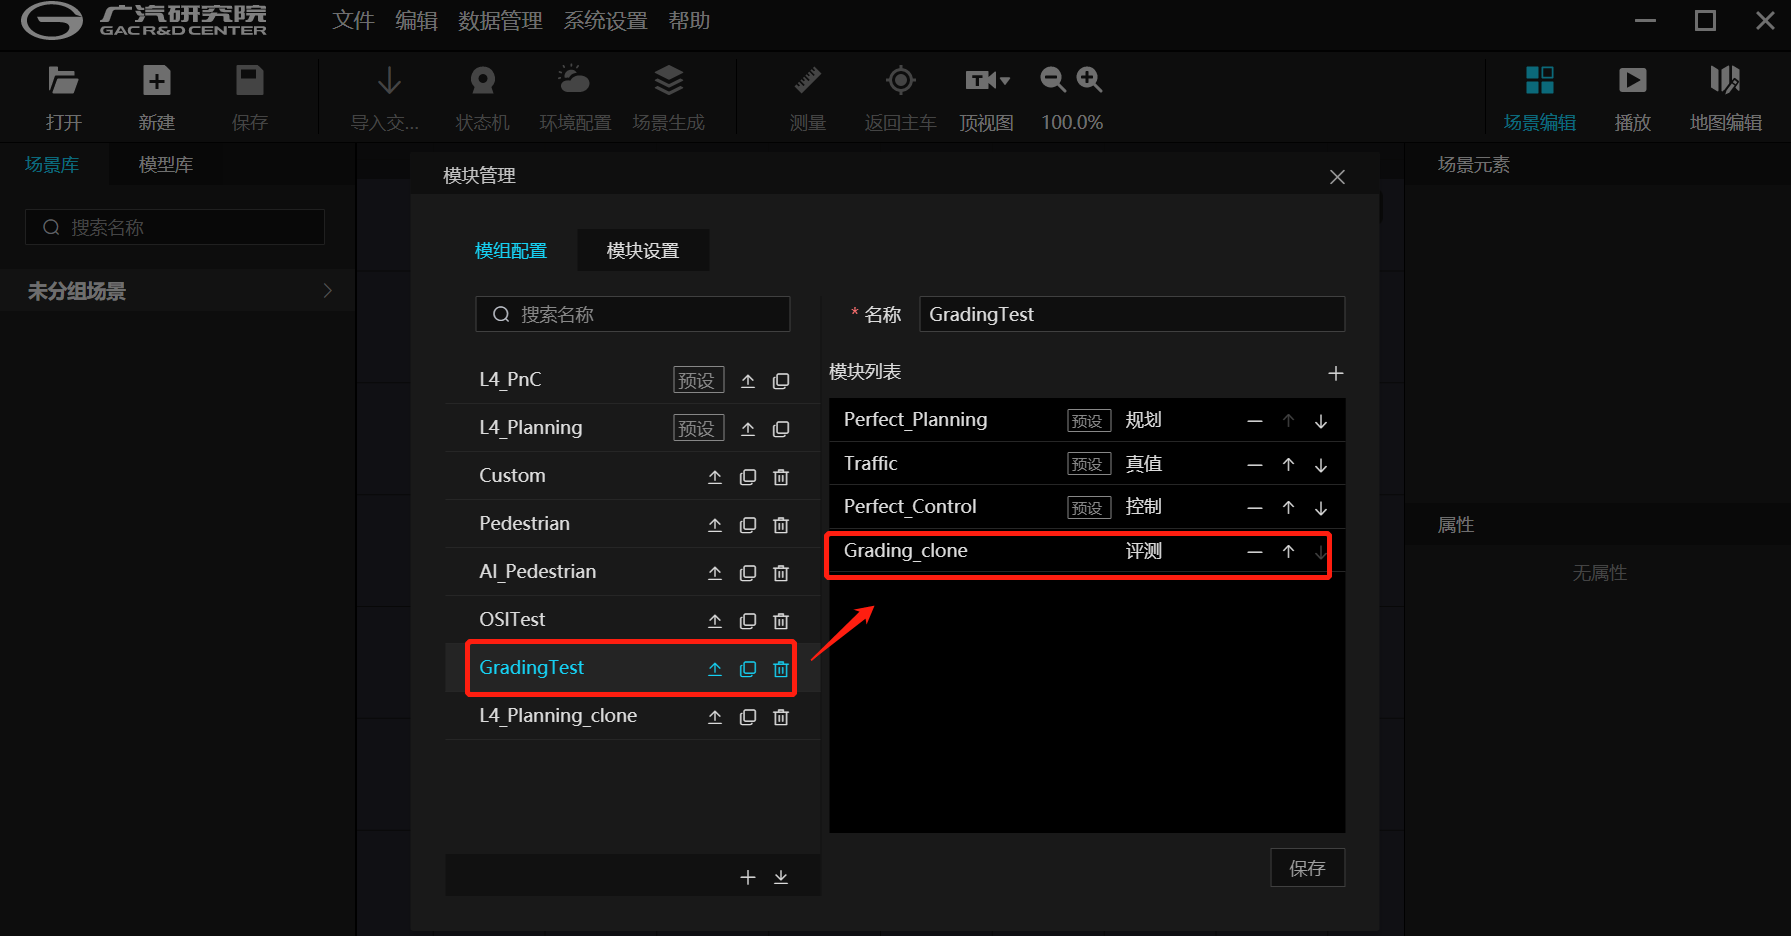 广汽研究院
GAC R&D CENTER
文件 编辑 数据管理 系统设置 帮助
打开 新建 保存 导入交... 状态机 环境配置 场景生成 测量 返回主车 顶视图 100.0% 场景编辑 播放 地图编辑
场景库 模型库
搜索名称
未分组场景
模块管理
模组配置 模块设置
搜索名称
L4_PnC 预设
L4_Planning 预设
Custom
Pedestrian
AI_Pedestrian
OSITest
GradingTest
L4_Planning_clone
* 名称 GradingTest
模块列表
Perfect_Planning 预设 规划
Traffic 预设 真值
Perfect_Control 预设 控制
Grading_clone 评测
保存
场景元素
属性
无属性